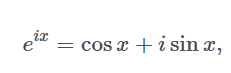 e^{ix} = cos x + i sin x,